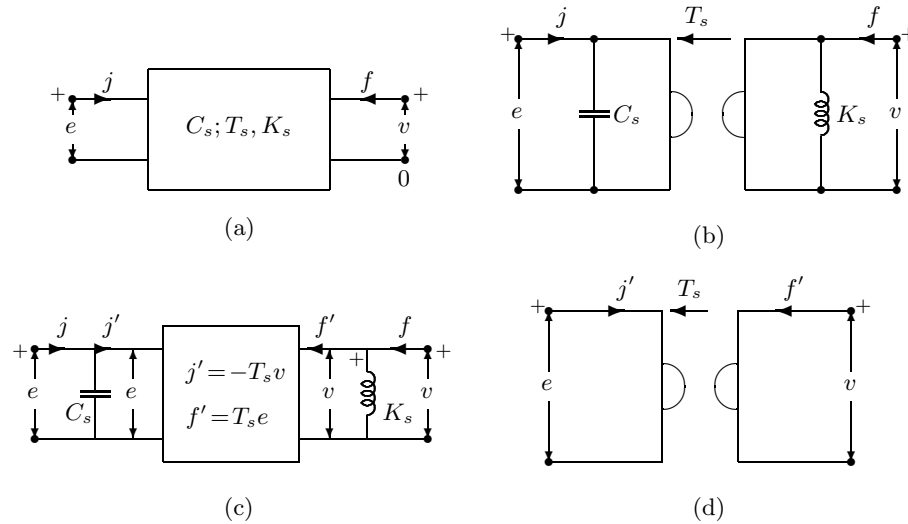 j
f
+
+
e
C_s; T_s, K_s
v
0
(a)
+
j
T_s
f
+
e
C_s
K_s
v
(b)
j
j'
f'
f
+
+
+
e
e
C_s
j' = −T_s v
f' = T_s e
v
K_s
v
(c)
j'
T_s
f'
+
+
e
v
(d)